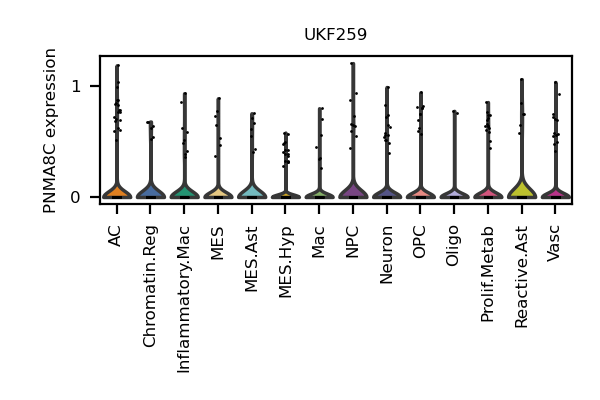 UKF259
PNMA8C expression
1
0
AC
Chromatin.Reg
Inflammatory.Mac
MES
MES.Ast
MES.Hyp
Mac
NPC
Neuron
OPC
Oligo
Prolif.Metab
Reactive.Ast
Vasc